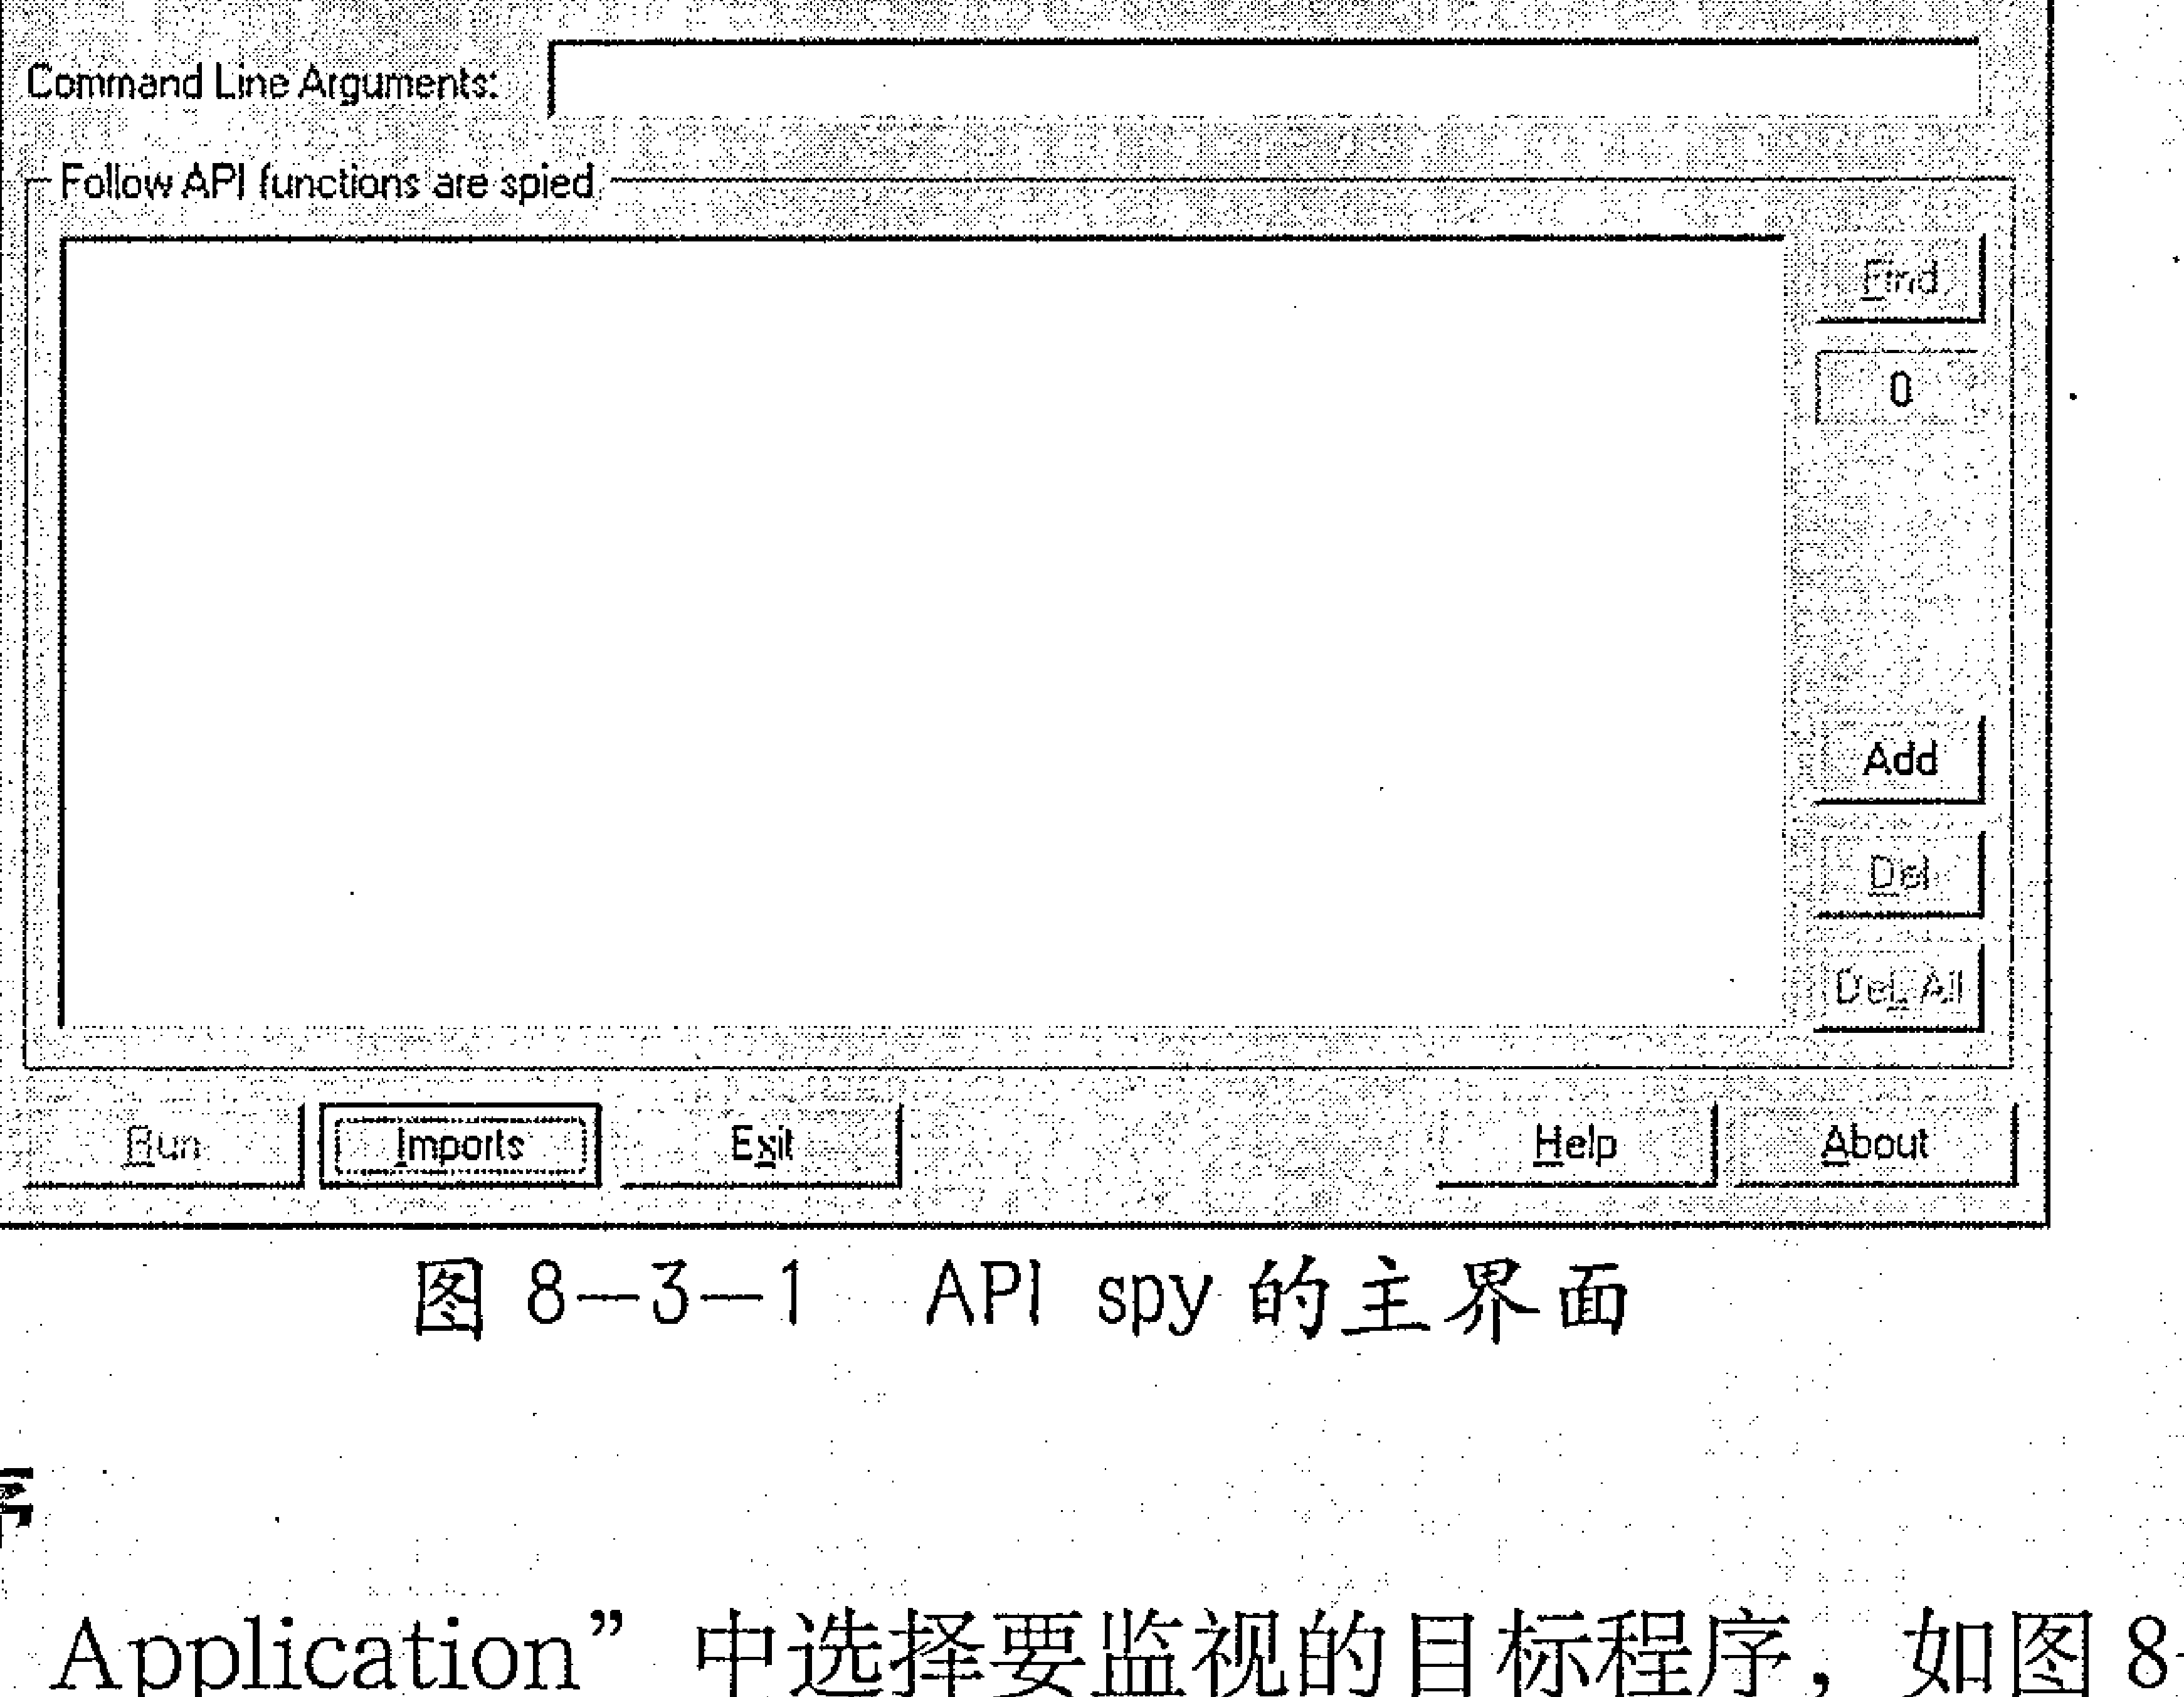 Command Line Arguments:
Follow API functions are spied
Find
0
Add
Del
Del All
Run Imports Exit Help About
图 8-3-1 API spy 的主界面
Application” 中选择要监视的目标程序, 如图 8-